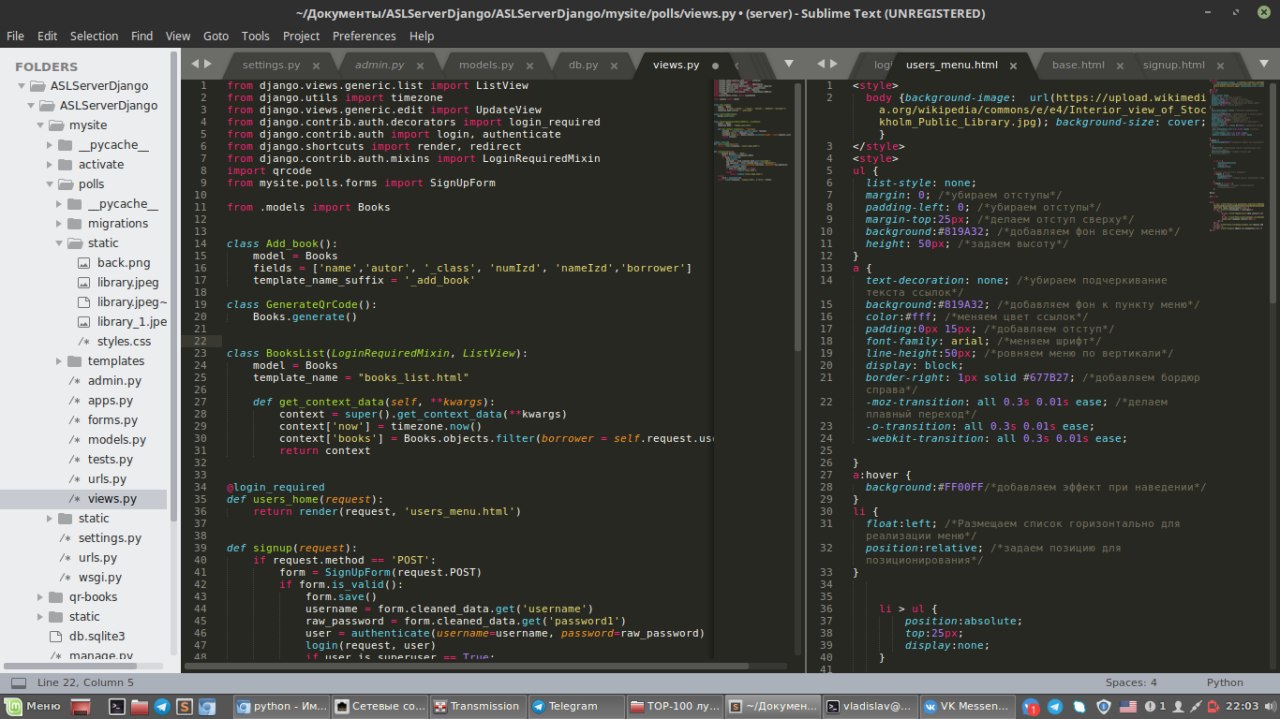 ~/Документы/ASLServerDjango/ASLServerDjango/mysite/polls/views.py • (server) - Sublime Text (UNREGISTERED)
File Edit Selection Find View Goto Tools Project Preferences Help
FOLDERS
ASLServerDjango
ASLServerDjango
mysite
__pycache__
activate
polls
__pycache__
migrations
static
back.png
library.jpeg
library.jpeg~
library_1.jpe
styles.css
templates
/* admin.py
/* apps.py
/* forms.py
/* models.py
/* tests.py
/* urls.py
/* views.py
static
/* settings.py
/* urls.py
/* wsgi.py
qr-books
static
db.sqlite3
/* manage.py
settings.py × admin.py × models.py × db.py × views.py •
1 from django.views.generic.list import ListView
2 from django.utils import timezone
3 from django.views.generic.edit import UpdateView
4 from django.contrib.auth.decorators import login_required
5 from django.contrib.auth import login, authenticate
6 from django.shortcuts import render, redirect
7 from django.contrib.auth.mixins import LoginRequiredMixin
8 import qrcode
9 from mysite.polls.forms import SignUpForm
10
11 from .models import Books
12
13
14 class Add_book():
15 model = Books
16 fields = ['name','autor', '_class', 'numIzd', 'nameIzd','borrower']
17 template_name_suffix = '_add_book'
18
19 class GenerateQrCode():
20 Books.generate()
21
22
23 class BooksList(LoginRequiredMixin, ListView):
24 model = Books
25 template_name = "books_list.html"
26
27 def get_context_data(self, **kwargs):
28 context = super().get_context_data(**kwargs)
29 context['now'] = timezone.now()
30 context['books'] = Books.objects.filter(borrower = self.request.us
31 return context
32
33
34 @login_required
35 def users_home(request):
36 return render(request, 'users_menu.html')
37
38
39 def signup(request):
40 if request.method == 'POST':
41 form = SignUpForm(request.POST)
42 if form.is_valid():
43 form.save()
44 username = form.cleaned_data.get('username')
45 raw_password = form.cleaned_data.get('password1')
46 user = authenticate(username=username, password=raw_password)
47 login(request, user)
48 if user.is_superuser == True:
logi users_menu.html × base.html × signup.html ×
1 <style>
2 body {background-image: url(https://upload.wikimedi
a.org/wikipedia/commons/e/e4/Interior_view_of_Stoc
kholm_Public_Library.jpg); background-size: cover;
}
3 </style>
4 <style>
5 ul {
6 list-style: none;
7 margin: 0; /*убираем отступы*/
8 padding-left: 0; /*убираем отступы*/
9 margin-top:25px; /*делаем отступ сверху*/
10 background:#819A32; /*добавляем фон всему меню*/
11 height: 50px; /*задаем высоту*/
12 }
13 a {
14 text-decoration: none; /*убираем подчеркивание
текста ссылок*/
15 background:#819A32; /*добавляем фон к пункту меню*/
16 color:#fff; /*меняем цвет ссылок*/
17 padding:0px 15px; /*добавляем отступ*/
18 font-family: arial; /*меняем шрифт*/
19 line-height:50px; /*ровняем меню по вертикали*/
20 display: block;
21 border-right: 1px solid #677B27; /*добавляем бордюр
справа*/
22 -moz-transition: all 0.3s 0.01s ease; /*делаем
плавный переход*/
23 -o-transition: all 0.3s 0.01s ease;
24 -webkit-transition: all 0.3s 0.01s ease;
25
26 }
27 a:hover {
28 background:#FF00FF/*добавляем эффект при наведении*/
29 }
30 li {
31 float:left; /*Размещаем список горизонтально для
реализации меню*/
32 position:relative; /*задаем позицию для
позиционирования*/
33 }
34
35
36 li > ul {
37 position:absolute;
38 top:25px;
39 display:none;
40 }
41
Line 22, Column 5 Spaces: 4 Python
Меню python - Им... Сетевые со... Transmission Telegram TOP-100 лу... ~/Докумен... vladislav@... VK Messen... 1 22:03